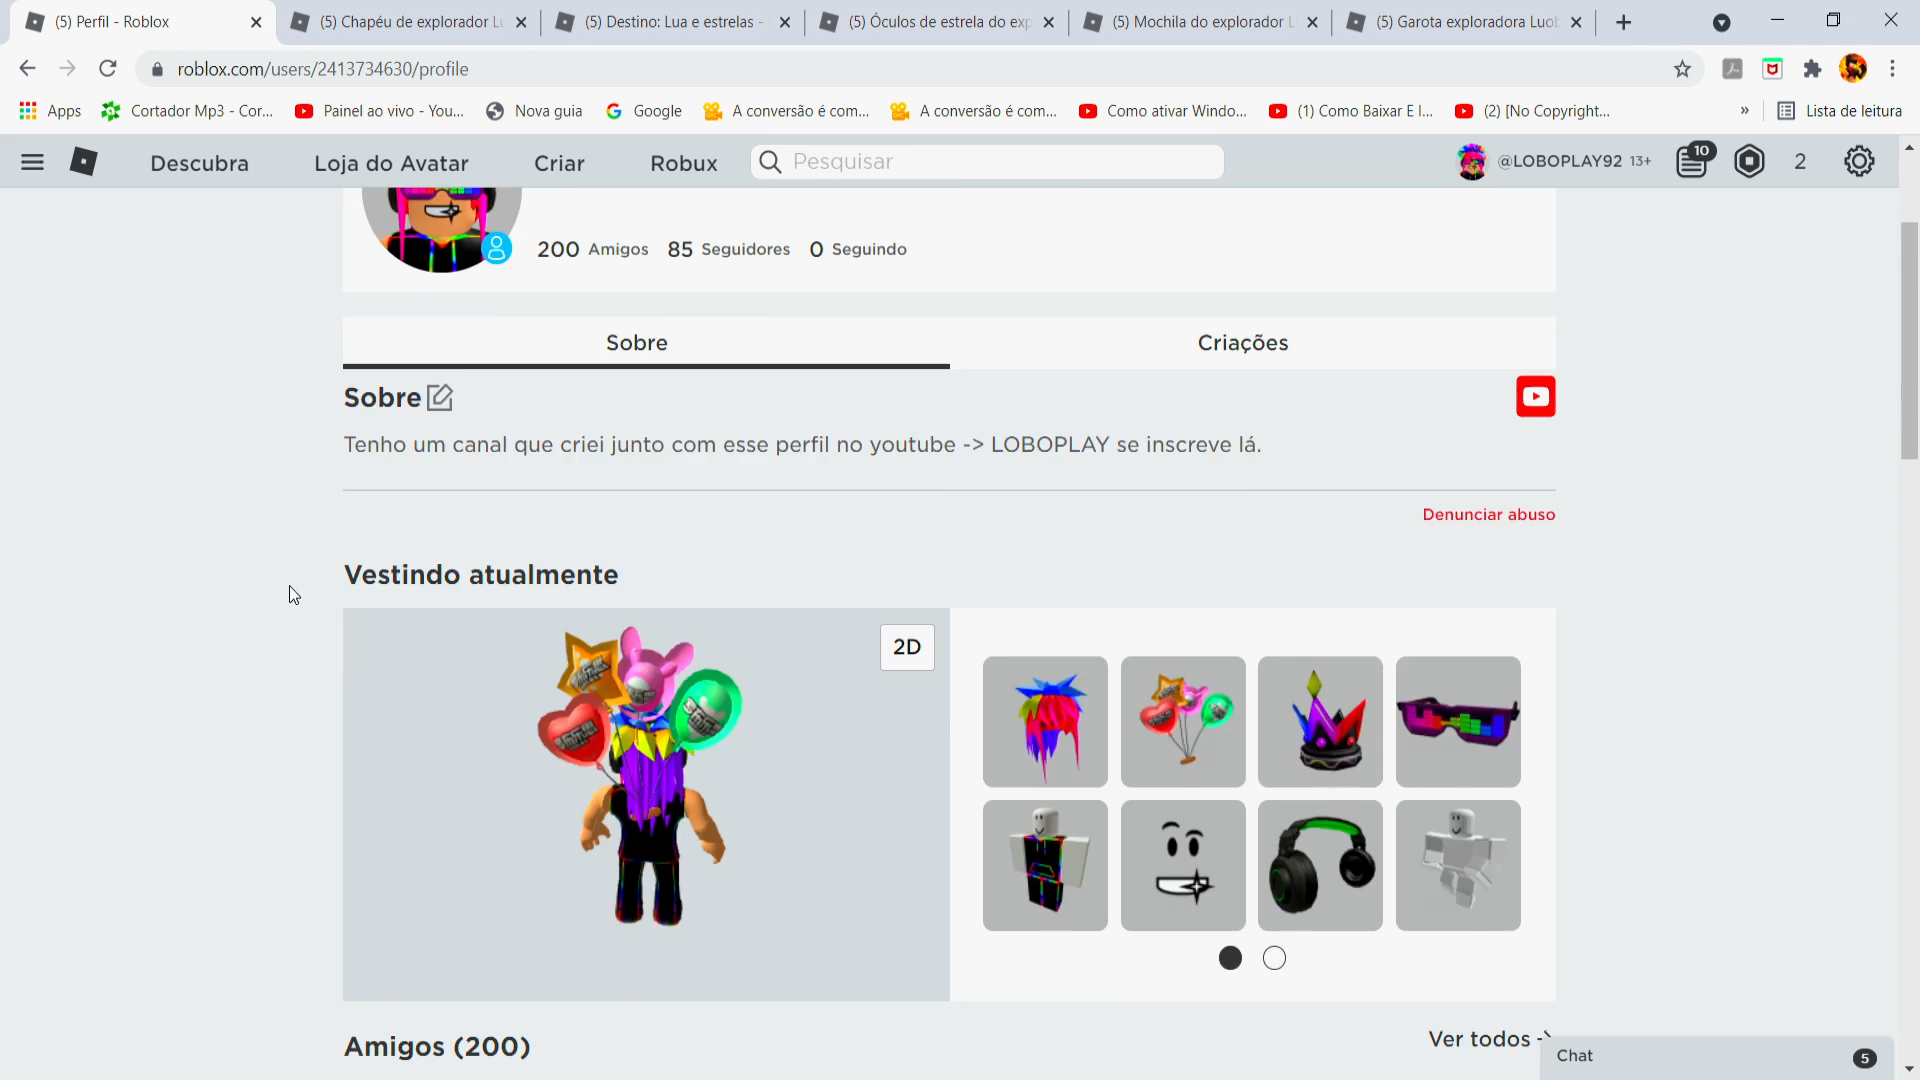 (5) Perfil - Roblox
(5) Chapéu de explorador Lu
(5) Destino: Lua e estrelas -
(5) Óculos de estrela do exp
(5) Mochila do explorador L
(5) Garota exploradora Luob
roblox.com/users/2413734630/profile
Apps
Cortador Mp3 - Cor...
Painel ao vivo - You...
Nova guia
Google
A conversão é com...
A conversão é com...
Como ativar Windo...
(1) Como Baixar E I...
(2) [No Copyright...
»
Lista de leitura
Descubra
Loja do Avatar
Criar
Robux
Pesquisar
@LOBOPLAY92 13+
10
2
200 Amigos 85 Seguidores 0 Seguindo
Sobre
Criações
Sobre
Tenho um canal que criei junto com esse perfil no youtube -> LOBOPLAY se inscreve lá.
Denunciar abuso
Vestindo atualmente
2D
Amigos (200)
Ver todos
Chat
5